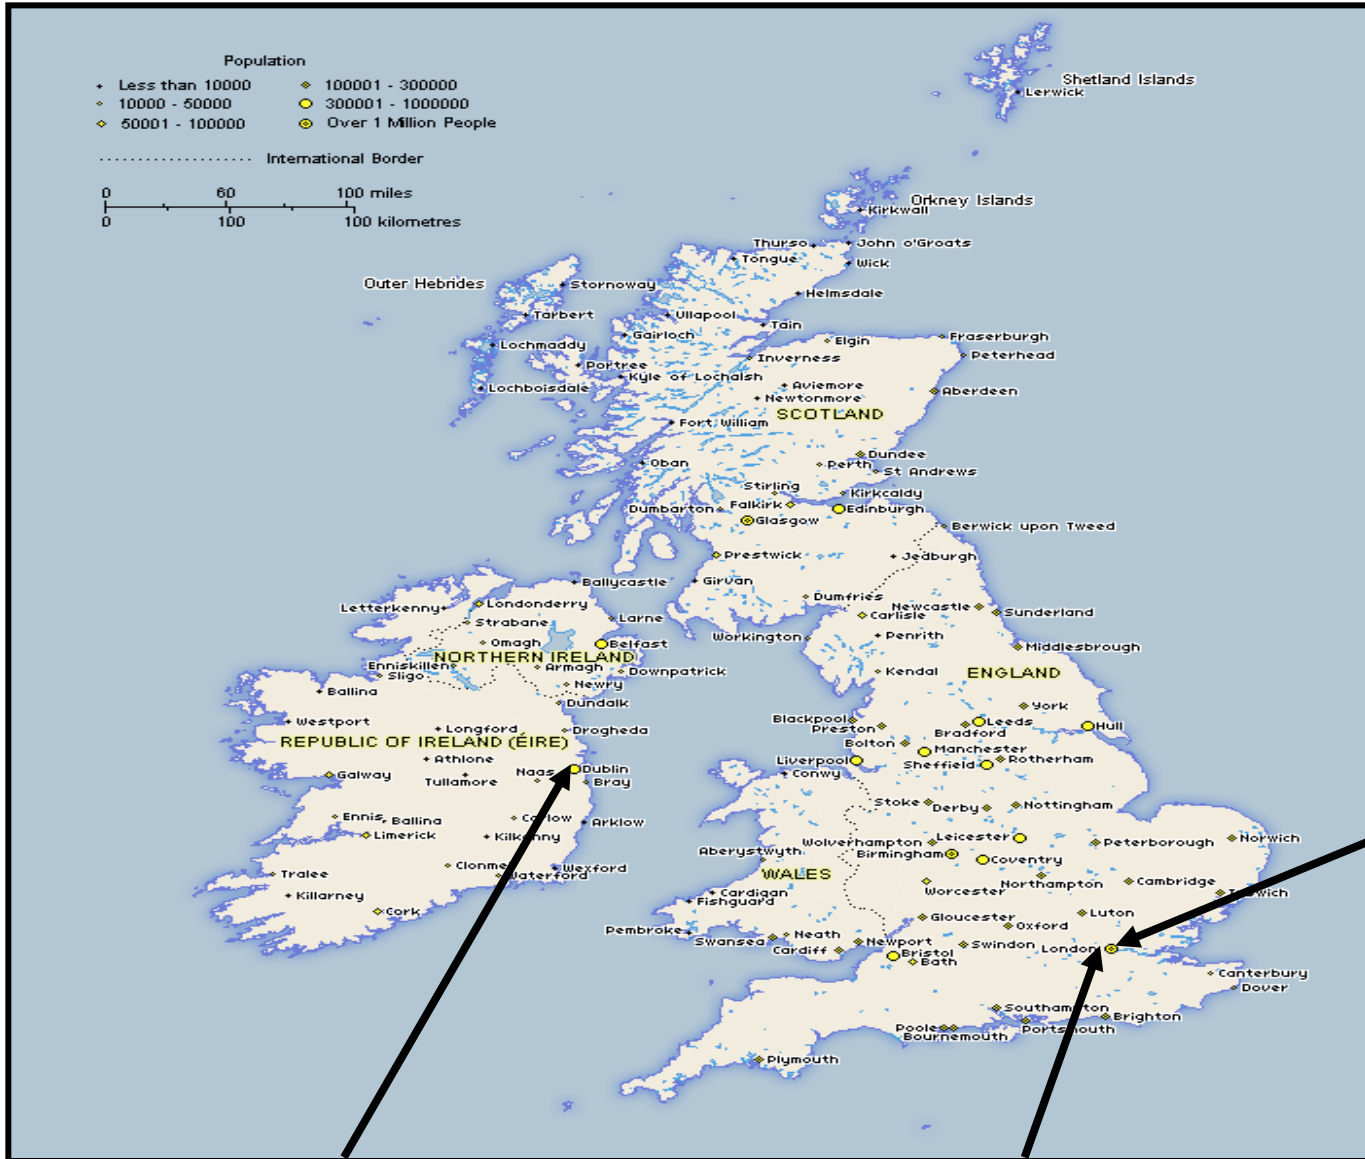 Population
Less than 10000
10000 - 50000
50001 - 100000
100001 - 300000
300001 - 1000000
Over 1 Million People
International Border
0 60 100 miles
0 100 100 kilometres
Shetland Islands
Lerwick
Orkney Islands
Kirkwall
Thurso
John o'Groats
Tongue
Wick
Outer Hebrides
Stornoway
Helmsdale
Tarbert
Ullapool
Tain
Gairloch
Elgin
Fraserburgh
Lochmaddy
Inverness
Peterhead
Portree
Kyle of Lochalsh
Aviemore
Lochboisdale
Newtonmore
Aberdeen
SCOTLAND
Fort William
Dundee
Oban
Perth
St Andrews
Stirling
Kirkcaldy
Dumbarton
Falkirk
Edinburgh
Glasgow
Berwick upon Tweed
Prestwick
Jedburgh
Ballycastle
Girvan
Letterkenny
Londonderry
Dumfries
Newcastle
Sunderland
Strabane
Larne
Carlisle
Omagh
Belfast
Workington
Penrith
Middlesbrough
NORTHERN IRELAND
Enniskillen
Armagh
Downpatrick
Kendal
ENGLAND
Sligo
Newry
Ballina
Dundalk
York
Westport
Longford
Drogheda
Blackpool
Preston
Leeds
Bradford
Hull
REPUBLIC OF IRELAND (ÉIRE)
Bolton
Manchester
Athlone
Liverpool
Sheffield
Rotherham
Galway
Tullamore
Naas
Dublin
Bray
Conwy
Stoke
Derby
Nottingham
Ennis
Ballina
Carlow
Arklow
Limerick
Kilkenny
Wolverhampton
Leicester
Peterborough
Norwich
Aberystwyth
Birmingham
Coventry
Clonmel
Wexford
WALES
Tralee
Waterford
Worcester
Northampton
Cambridge
Ipswich
Killarney
Cardigan
Fishguard
Cork
Gloucester
Luton
Oxford
Pembroke
Swansea
Neath
Newport
Swindon
London
Cardiff
Bristol
Bath
Canterbury
Dover
Southampton
Brighton
Poole
Portsmouth
Bournemouth
Plymouth